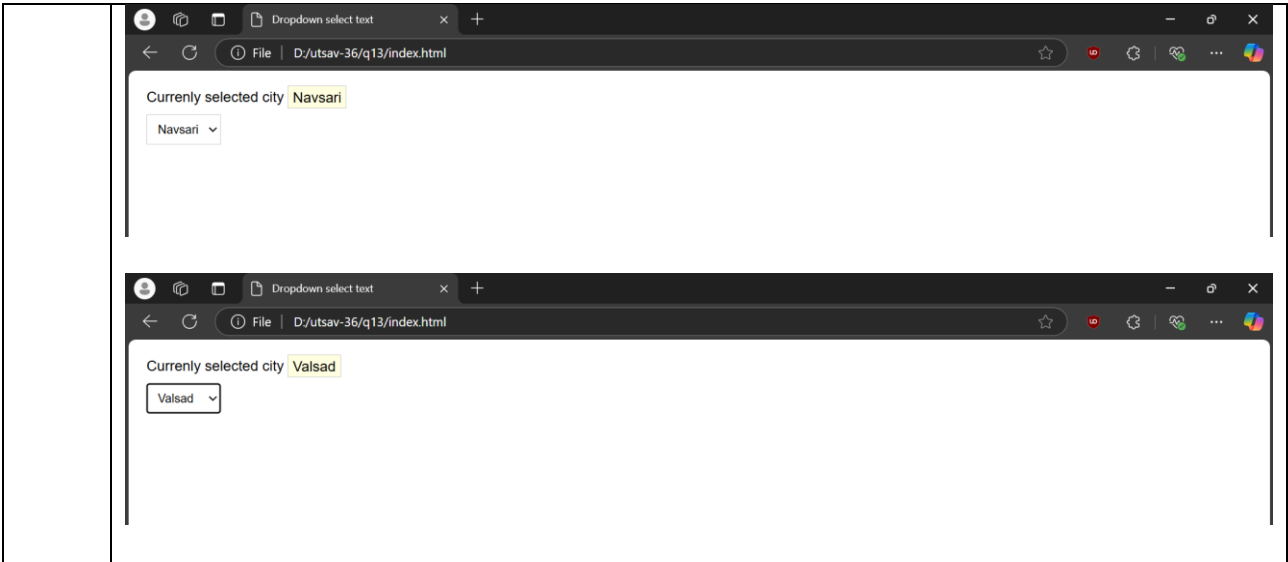 Dropdown select text
File | D:/utsav-36/q13/index.html
Currenly selected city Navsari
Navsari
Dropdown select text
File | D:/utsav-36/q13/index.html
Currenly selected city Valsad
Valsad